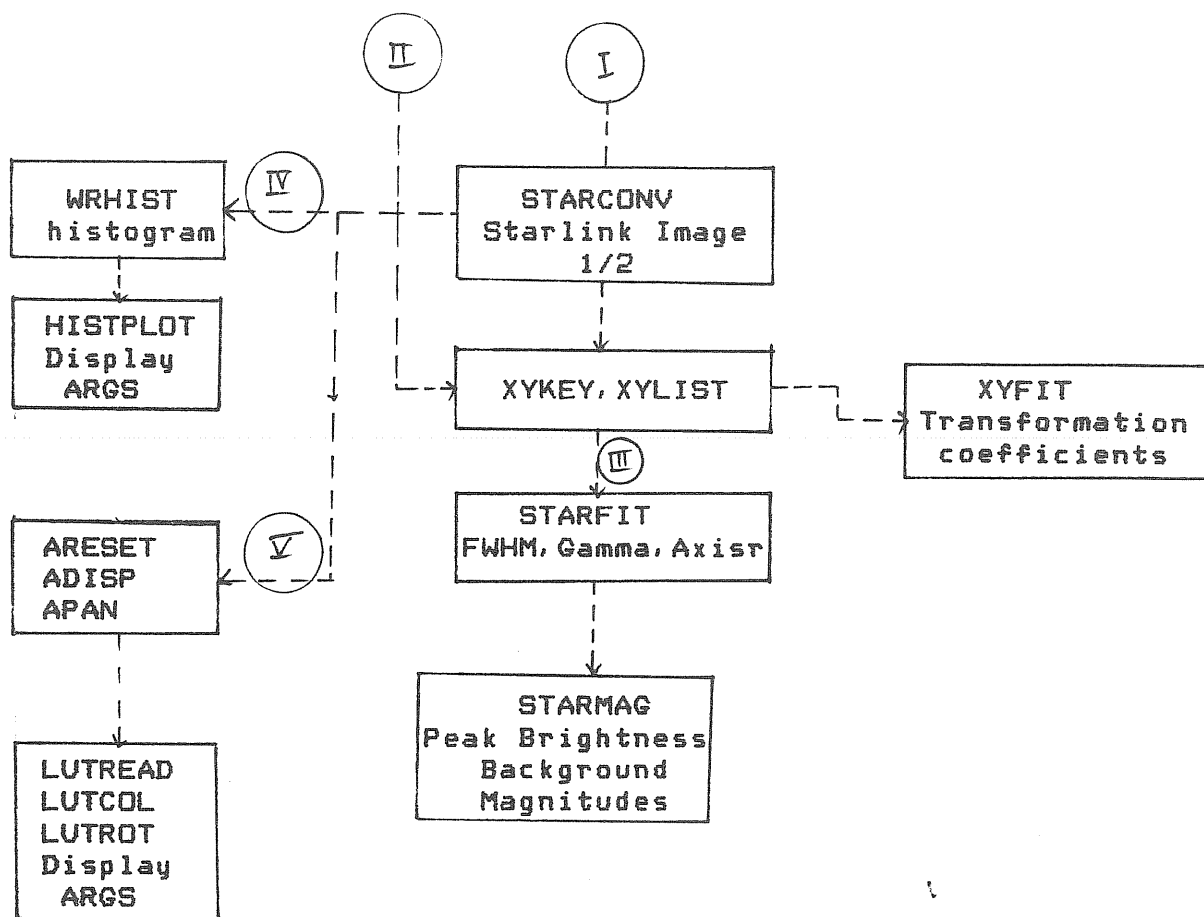 II
I
IV
WRHIST
histogram
STARCONV
Starlink Image
1/2
HISTPLOT
Display
ARGS
XYKEY, XYLIST
XYFIT
Transformation
coefficients
III
STARFIT
FWHM, Gamma, Axisr
V
ARESET
ADISP
APAN
STARMAG
Peak Brightness
Background
Magnitudes
LUTREAD
LUTCOL
LUTROT
Display
ARGS